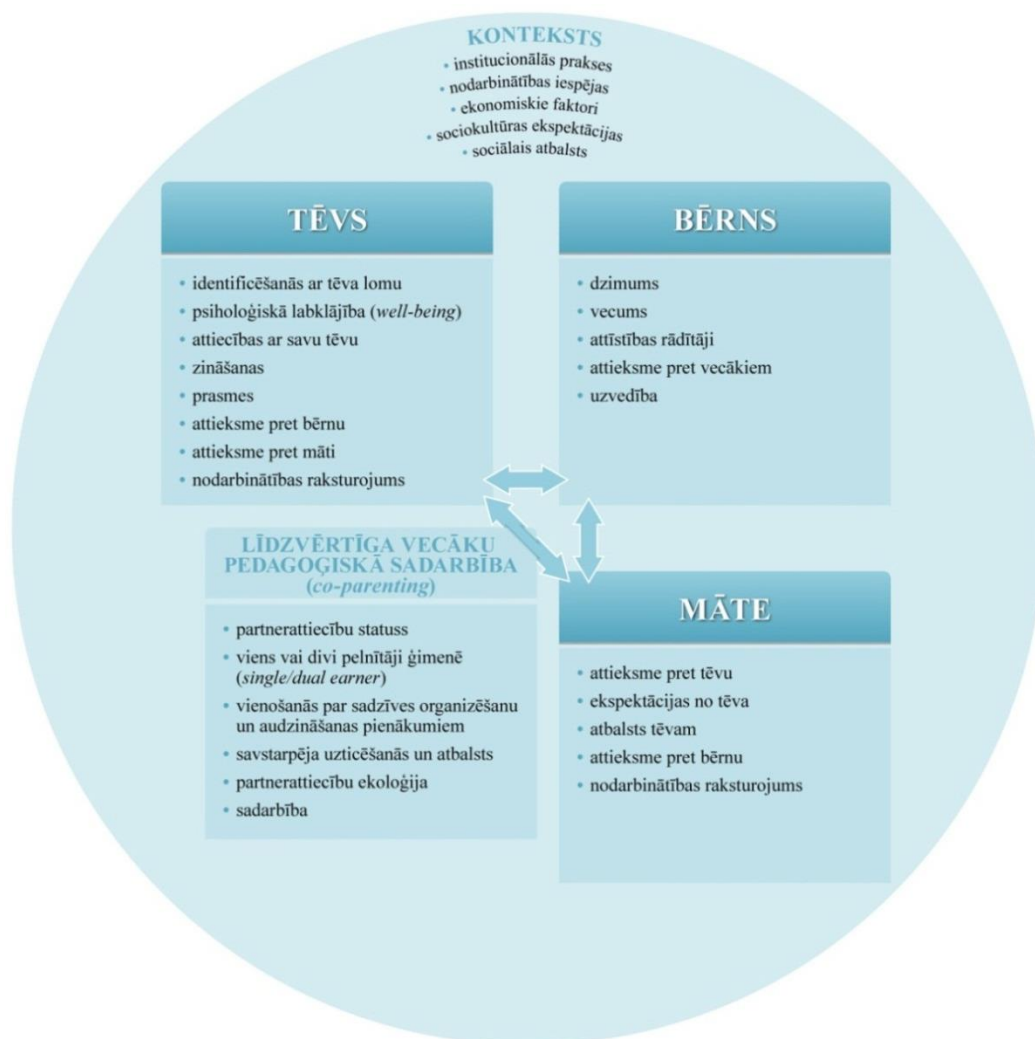 KONTEKSTS
• institucionālās prakses
• nodarbinātības iespējas
• ekonomiskie faktori
• sociokultūras ekspektācijas
• sociālais atbalsts
TĒVS
• identificēšanās ar tēva lomu
• psiholoģiskā labklājība (well-being)
• attiecības ar savu tēvu
• zināšanas
• prasmes
• attieksme pret bērnu
• attieksme pret māti
• nodarbinātības raksturojums
BĒRNS
• dzimums
• vecums
• attīstības rādītāji
• attieksme pret vecākiem
• uzvedība
LĪDZVĒRTĪGA VECĀKU
PEDAGOĢISKĀ SADARBĪBA
(co-parenting)
• partnerattiecību statuss
• viens vai divi pelnītāji ģimenē
(single/dual earner)
• vienošanās par sadzīves organizēšanu
un audzināšanas pienākumiem
• savstarpēja uzticēšanās un atbalsts
• partnerattiecību ekoloģija
• sadarbība
MĀTE
• attieksme pret tēvu
• ekspektācijas no tēva
• atbalsts tēvam
• attieksme pret bērnu
• nodarbinātības raksturojums